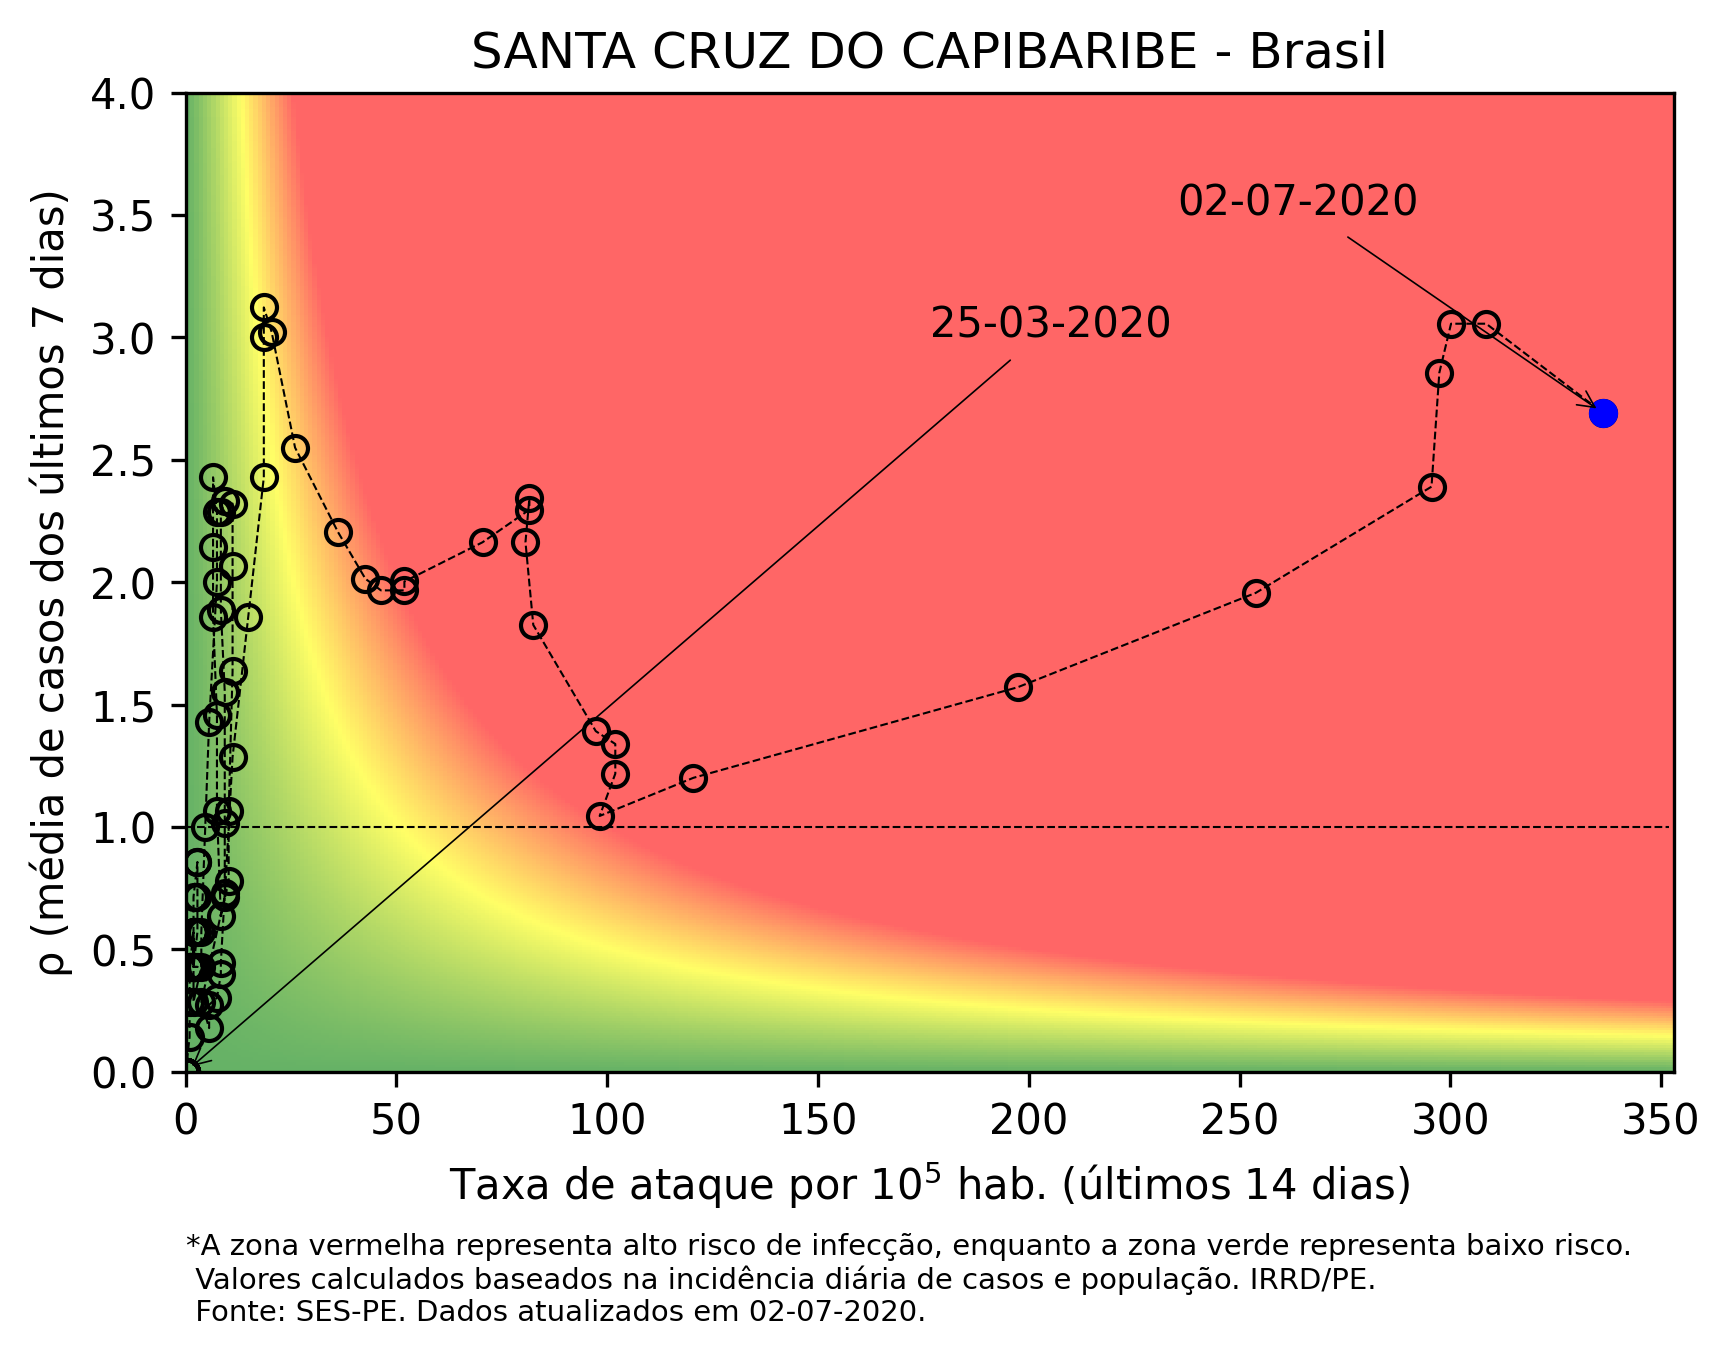 SANTA CRUZ DO CAPIBARIBE - Brasil
4.0
3.5
3.0
2.5
2.0
1.5
1.0
0.5
0.0
ρ (média de casos dos últimos 7 dias)
02-07-2020
25-03-2020
0 50 100 150 200 250 300 350
Taxa de ataque por 10⁵ hab. (últimos 14 dias)
*A zona vermelha representa alto risco de infecção, enquanto a zona verde representa baixo risco.
Valores calculados baseados na incidência diária de casos e população. IRRD/PE.
Fonte: SES-PE. Dados atualizados em 02-07-2020.